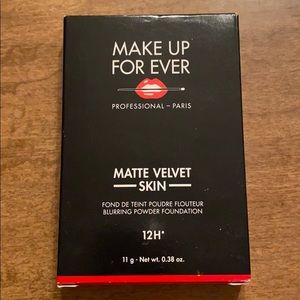 MAKE UP
FOR EVER
PROFESSIONAL – PARIS
MATTE VELVET
SKIN
FOND DE TEINT POUDRE FLOUTEUR
BLURRING POWDER FOUNDATION
12H*
11 g - Net wt. 0.38 oz.